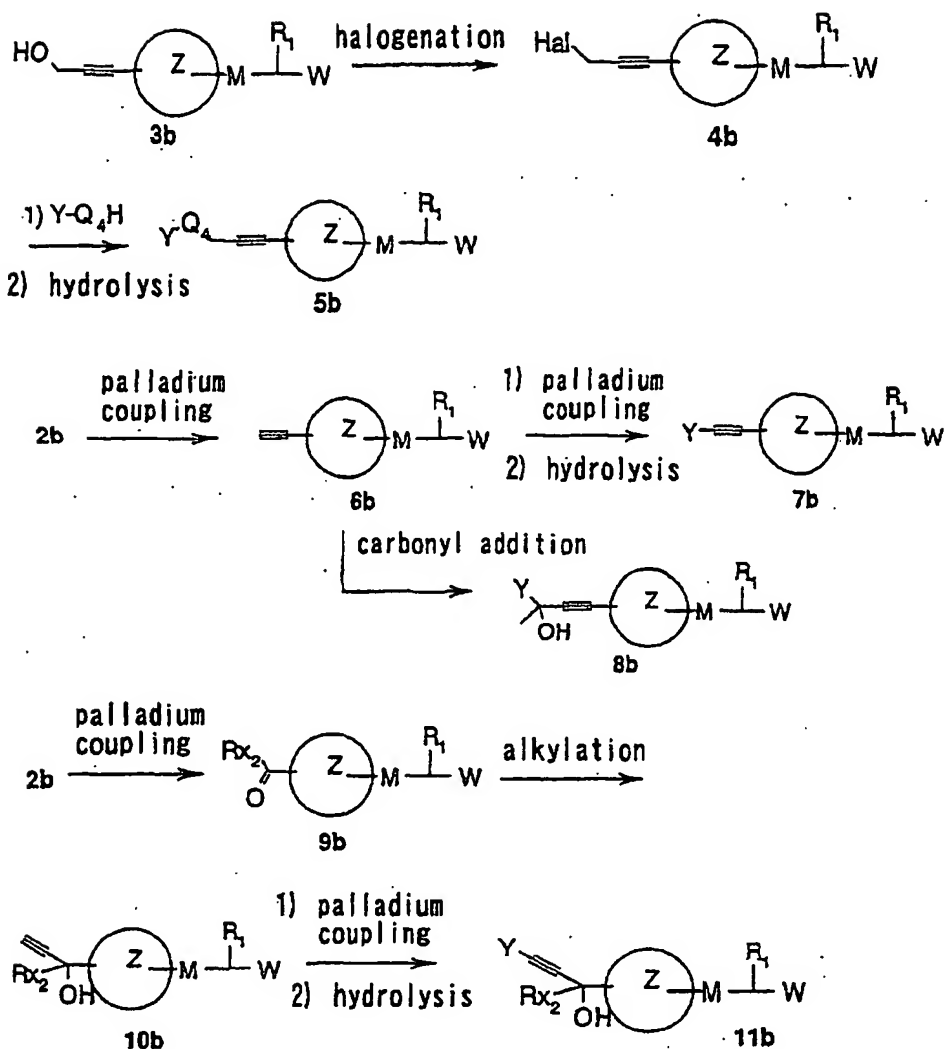 HO Z M R1 W halogenation Hal Z M R1 W
3b 4b
1) Y-Q4H
2) hydrolysis
Y Q4 Z M R1 W
5b
2b palladium coupling Z M R1 W 1) palladium coupling 2) hydrolysis Y Z M R1 W
6b 7b
carbonyl addition
Y OH Z M R1 W
8b
2b palladium coupling Rx2 O Z M R1 W alkylation
9b
Rx2 OH Z M R1 W 1) palladium coupling 2) hydrolysis Y Rx2 OH Z M R1 W
10b 11b